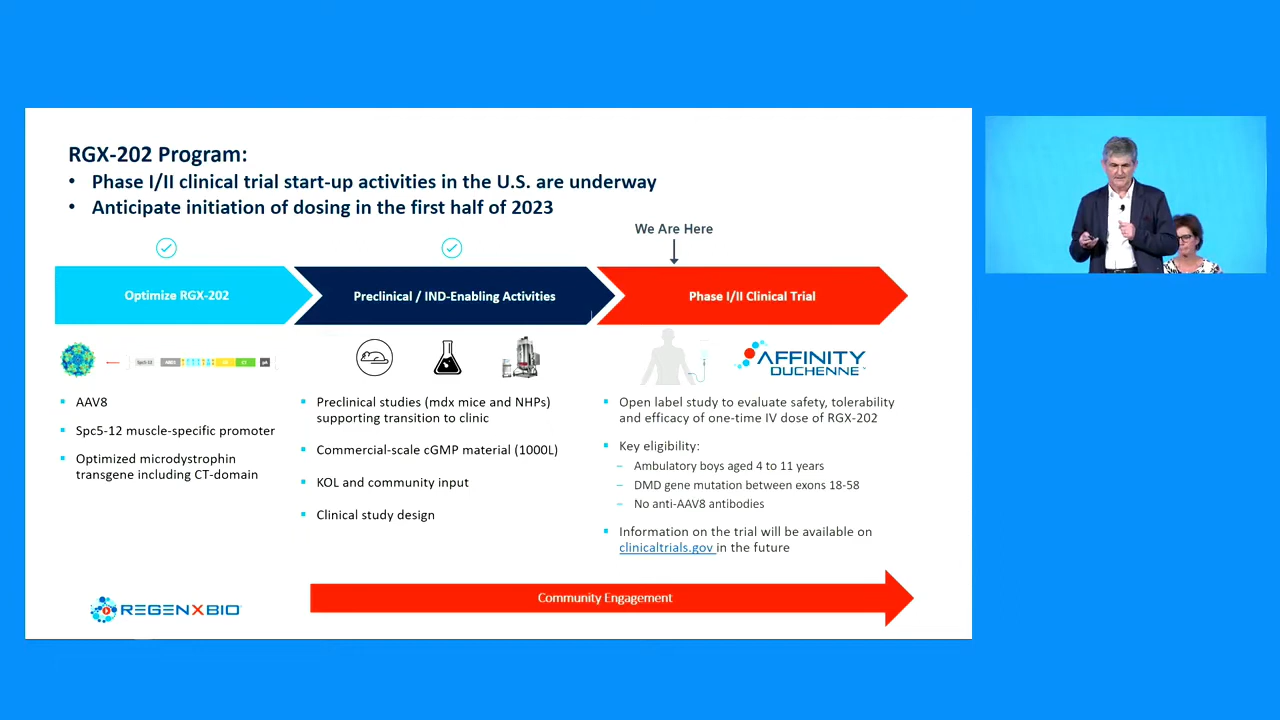 RGX-202 Program:
• Phase I/II clinical trial start-up activities in the U.S. are underway
• Anticipate initiation of dosing in the first half of 2023
We Are Here
Optimize RGX-202
Preclinical / IND-Enabling Activities
Phase I/II Clinical Trial
Spc5-12
AFFINITY
DUCHENNE
AAV8
Spc5-12 muscle-specific promoter
Optimized microdystrophin
transgene including CT-domain
Preclinical studies (mdx mice and NHPs)
supporting transition to clinic
Commercial-scale cGMP material (1000L)
KOL and community input
Clinical study design
Open label study to evaluate safety, tolerability
and efficacy of one-time IV dose of RGX-202
Key eligibility:
– Ambulatory boys aged 4 to 11 years
– DMD gene mutation between exons 18-58
– No anti-AAV8 antibodies
Information on the trial will be available on
clinicaltrials.gov in the future
Community Engagement
REGENXBIO